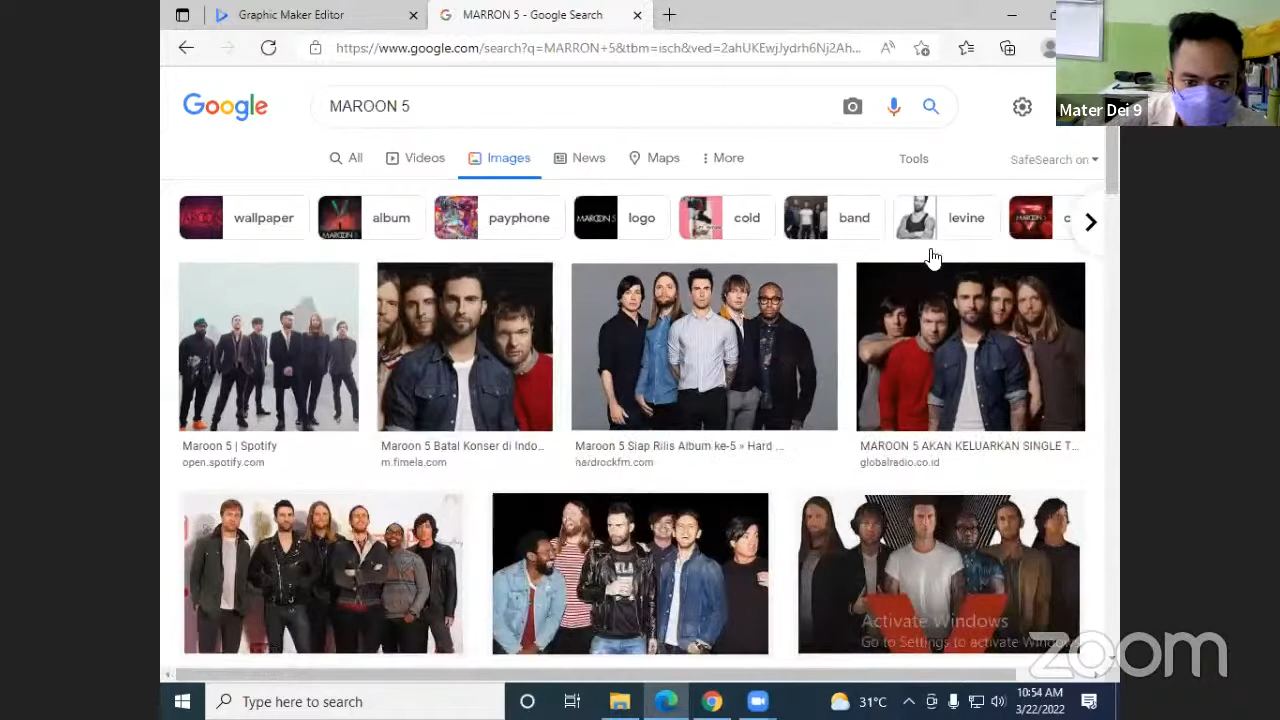 Graphic Maker Editor
MARRON 5 - Google Search
https://www.google.com/search?q=MARRON+5&tbm=isch&ved=2ahUKEwjJydrh6Nj2Ah...
Mater Dei 9
Google
MAROON 5
All
Videos
Images
News
Maps
More
Tools
SafeSearch on
wallpaper
album
payphone
logo
cold
band
levine
c
Maroon 5 | Spotify
open.spotify.com
Maroon 5 Batal Konser di Indo...
m.fimela.com
Maroon 5 Siap Rilis Album ke-5 » Hard ...
hardrockfm.com
MAROON 5 AKAN KELUARKAN SINGLE T...
globalradio.co.id
Activate Windows
Go to Settings to activate Windows
zoom
Type here to search
31°C
10:54 AM
3/22/2022